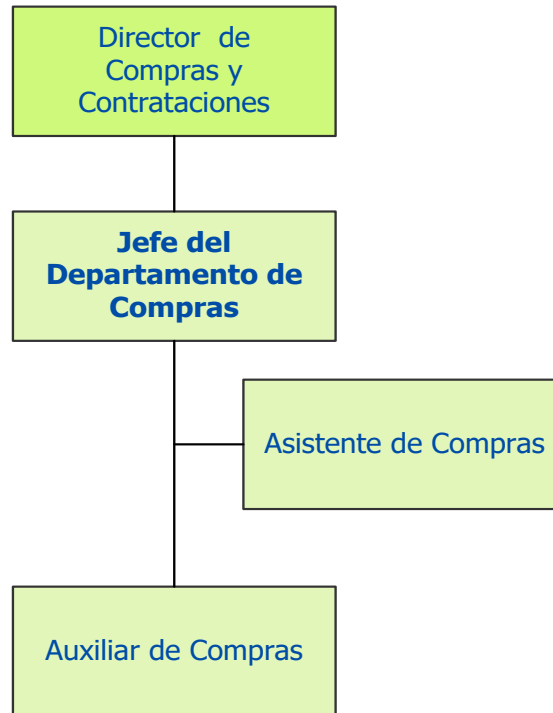 Director de
Compras y
Contrataciones
Jefe del
Departamento de
Compras
Asistente de Compras
Auxiliar de Compras